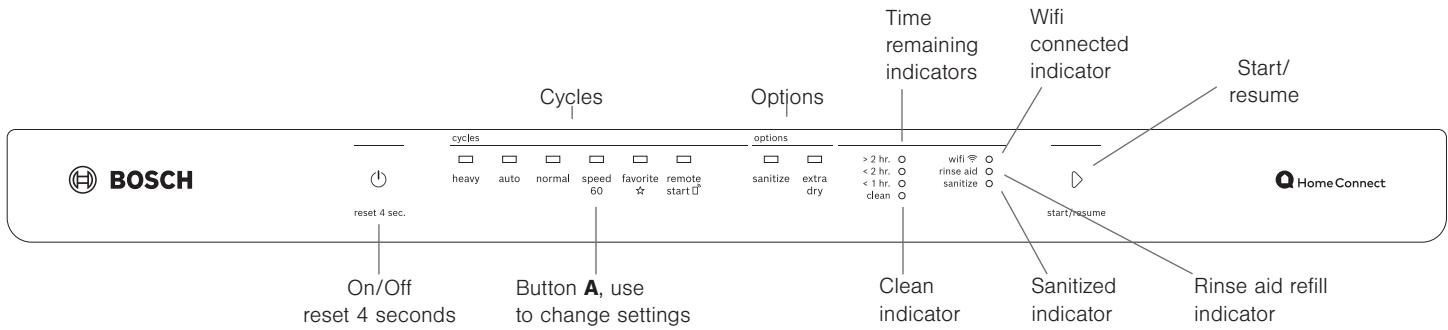 Time
remaining
indicators
Wifi
connected
indicator
Start/
resume
Cycles
Options
cycles
options
BOSCH
heavy
auto
normal
speed
60
favorite
☆
remote
start
sanitize
extra
dry
> 2 hr.
< 2 hr.
< 1 hr.
clean
wifi
rinse aid
sanitize
reset 4 sec.
start/resume
Home Connect
On/Off
reset 4 seconds
Button A, use
to change settings
Clean
indicator
Sanitized
indicator
Rinse aid refill
indicator